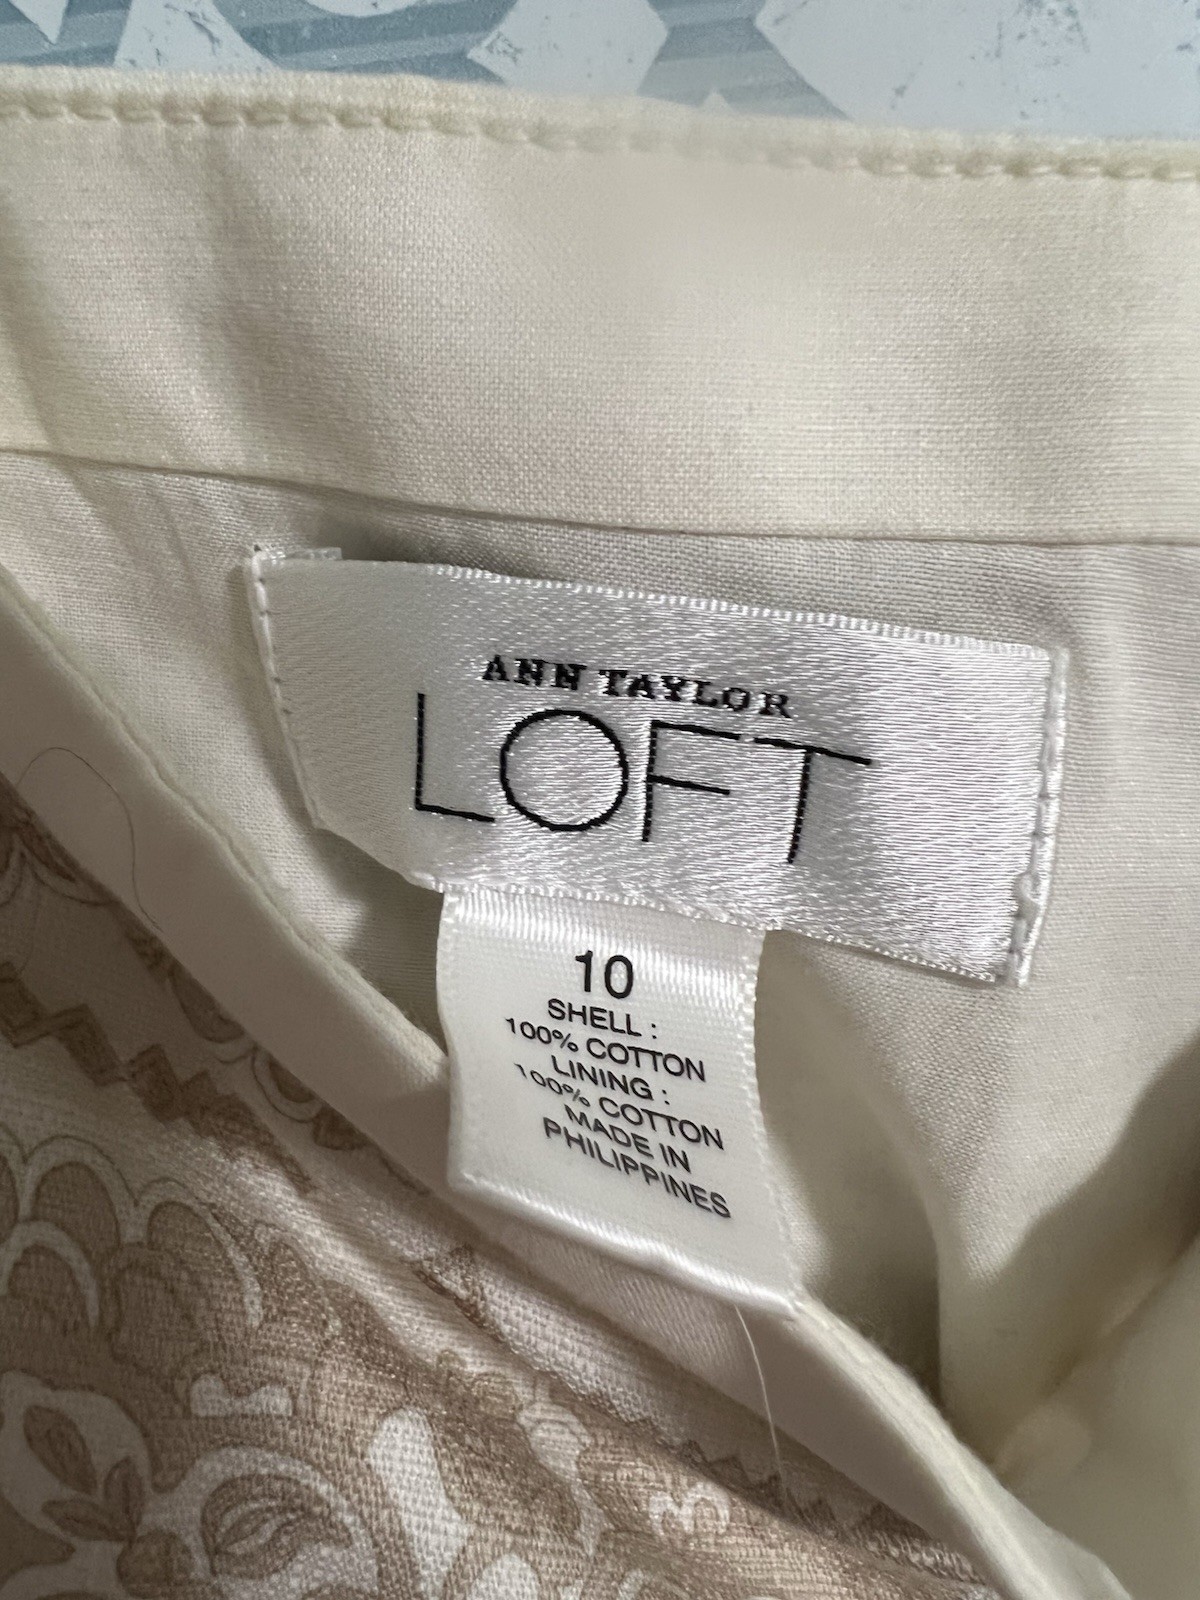 ANN TAYLOR
LOFT
10
SHELL :
100% COTTON
LINING :
100% COTTON
MADE IN
PHILIPPINES